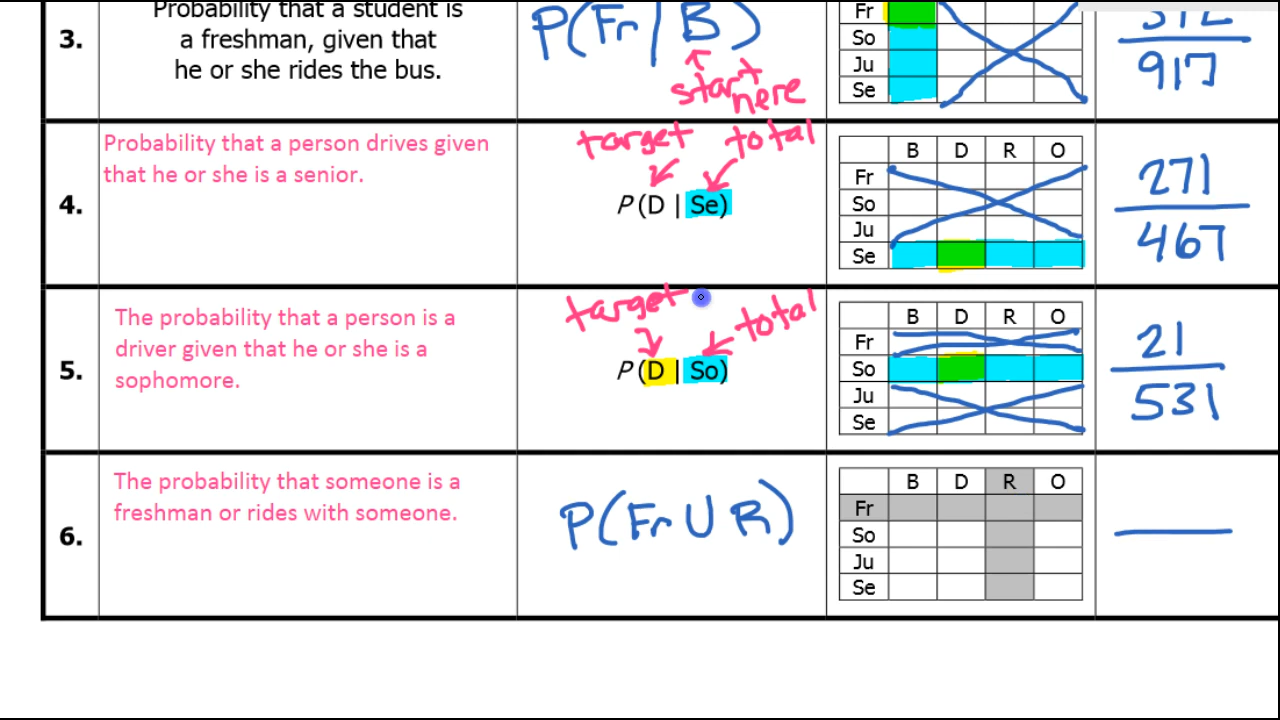 Probability that a student is
3.
a freshman, given that
he or she rides the bus.
P(Fr | B)
start here
Fr
So
Ju
Se
312
917
4.
Probability that a person drives given
that he or she is a senior.
target total
P (D | Se)
B D R O
Fr
So
Ju
Se
271
467
5.
The probability that a person is a
driver given that he or she is a
sophomore.
target total
P (D | So)
B D R O
Fr
So
Ju
Se
21
531
6.
The probability that someone is a
freshman or rides with someone.
P(Fr U R)
B D R O
Fr
So
Ju
Se